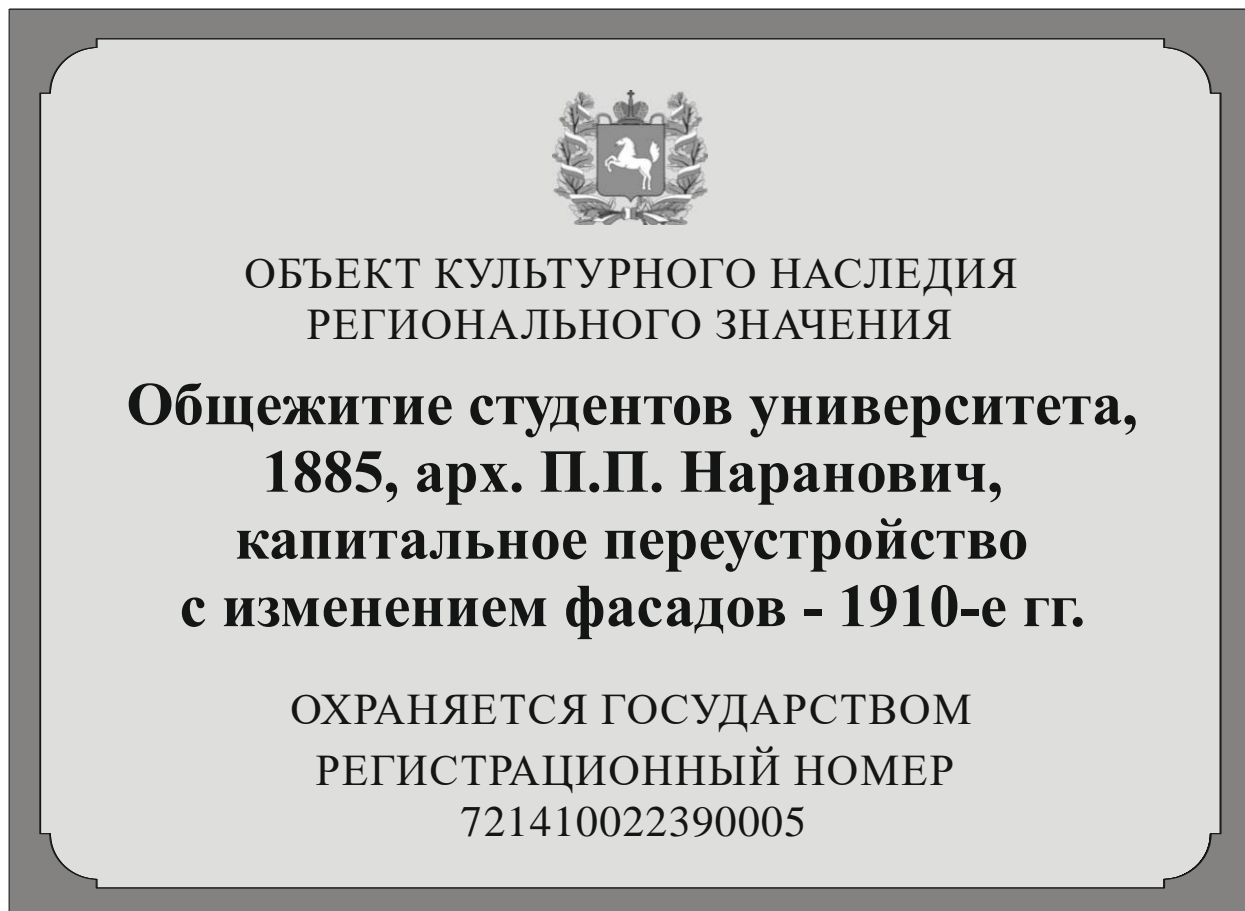 ОБЪЕКТ КУЛЬТУРНОГО НАСЛЕДИЯ
РЕГИОНАЛЬНОГО ЗНАЧЕНИЯ
Общежитие студентов университета,
1885, арх. П.П. Наранович,
капитальное переустройство
с изменением фасадов - 1910-е гг.
ОХРАНЯЕТСЯ ГОСУДАРСТВОМ
РЕГИСТРАЦИОННЫЙ НОМЕР
721410022390005